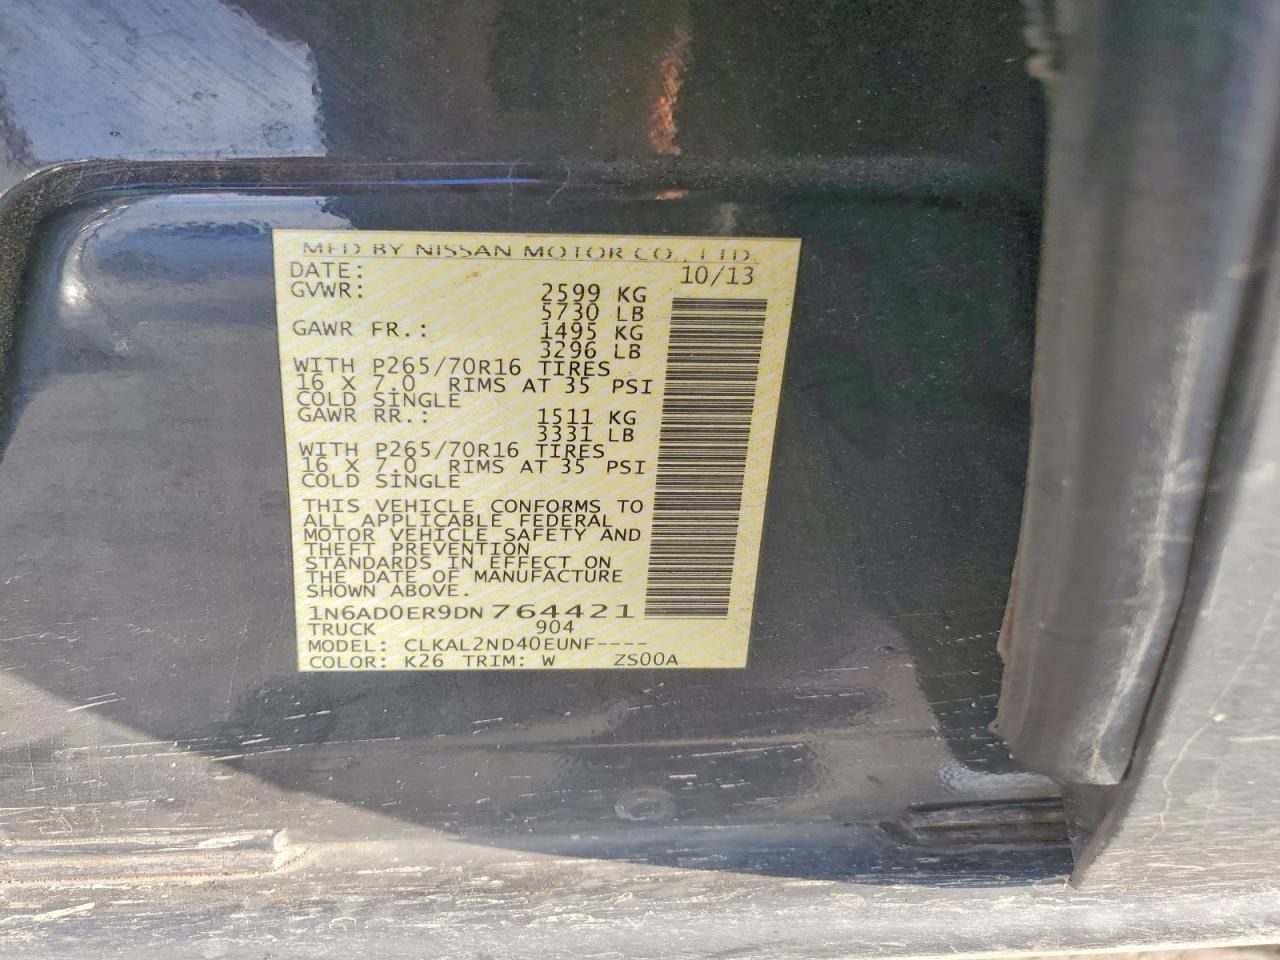 MFD BY NISSAN MOTOR CO., LTD.
DATE: 10/13
GVWR: 2599 KG
5730 LB
GAWR FR.: 1495 KG
3296 LB
WITH P265/70R16 TIRES
16 X 7.0 RIMS AT 35 PSI
COLD SINGLE
GAWR RR.: 1511 KG
3331 LB
WITH P265/70R16 TIRES
16 X 7.0 RIMS AT 35 PSI
COLD SINGLE
THIS VEHICLE CONFORMS TO
ALL APPLICABLE FEDERAL
MOTOR VEHICLE SAFETY AND
THEFT PREVENTION
STANDARDS IN EFFECT ON
THE DATE OF MANUFACTURE
SHOWN ABOVE.
1N6AD0ER9DN764421
TRUCK 904
MODEL: CLKAL2ND40EUNF----
COLOR: K26 TRIM: W ZS00A